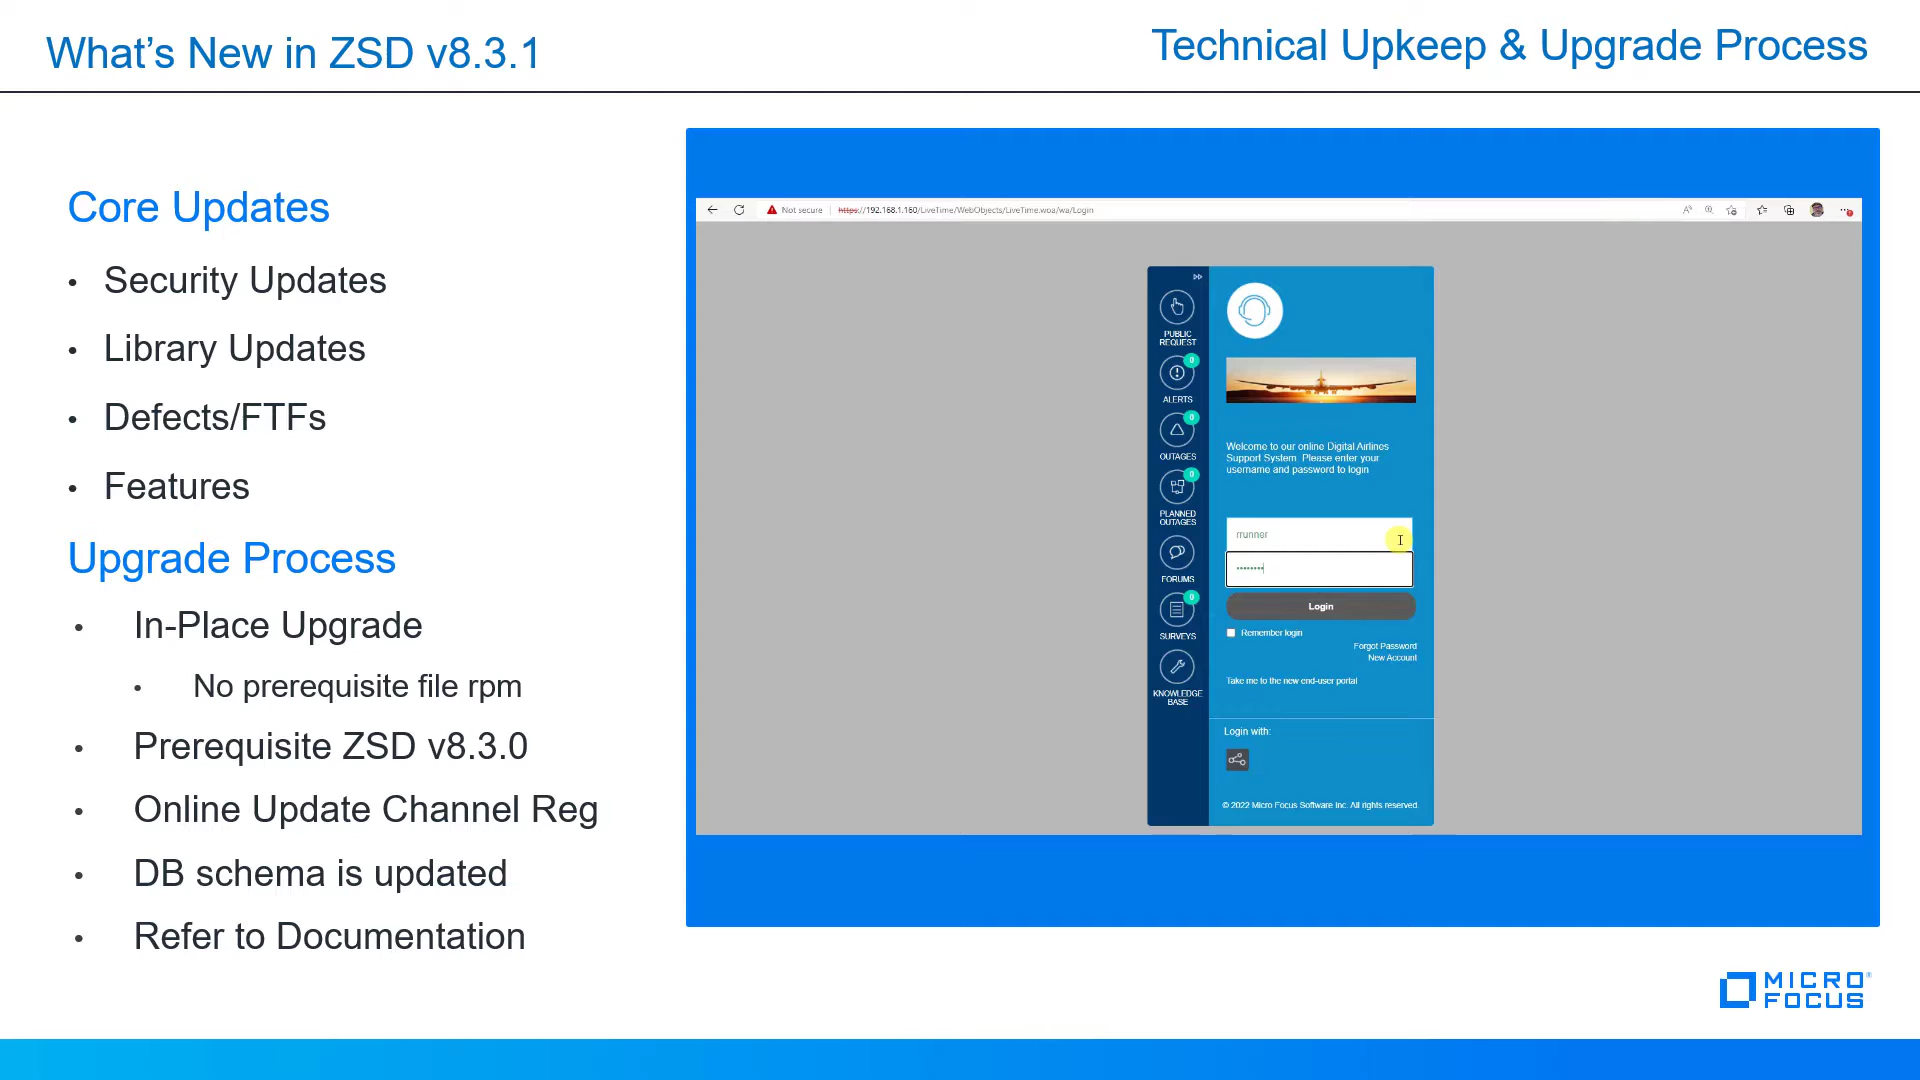 What's New in ZSD v8.3.1
Technical Upkeep & Upgrade Process
Core Updates
• Security Updates
• Library Updates
• Defects/FTFs
• Features
Upgrade Process
• In-Place Upgrade
• No prerequisite file rpm
• Prerequisite ZSD v8.3.0
• Online Update Channel Reg
• DB schema is updated
• Refer to Documentation
Not secure
https://192.168.1.160/LiveTime/WebObjects/LiveTime.woa/wa/Login
PUBLIC
REQUEST
0
ALERTS
0
OUTAGES
0
PLANNED
OUTAGES
FORUMS
0
SURVEYS
KNOWLEDGE
BASE
Welcome to our online Digital Airlines
Support System. Please enter your
username and password to login
rrunner
••••••••
Login
Remember login
Forgot Password
New Account
Take me to the new end-user portal
Login with:
© 2022 Micro Focus Software Inc. All rights reserved.
MICRO
FOCUS